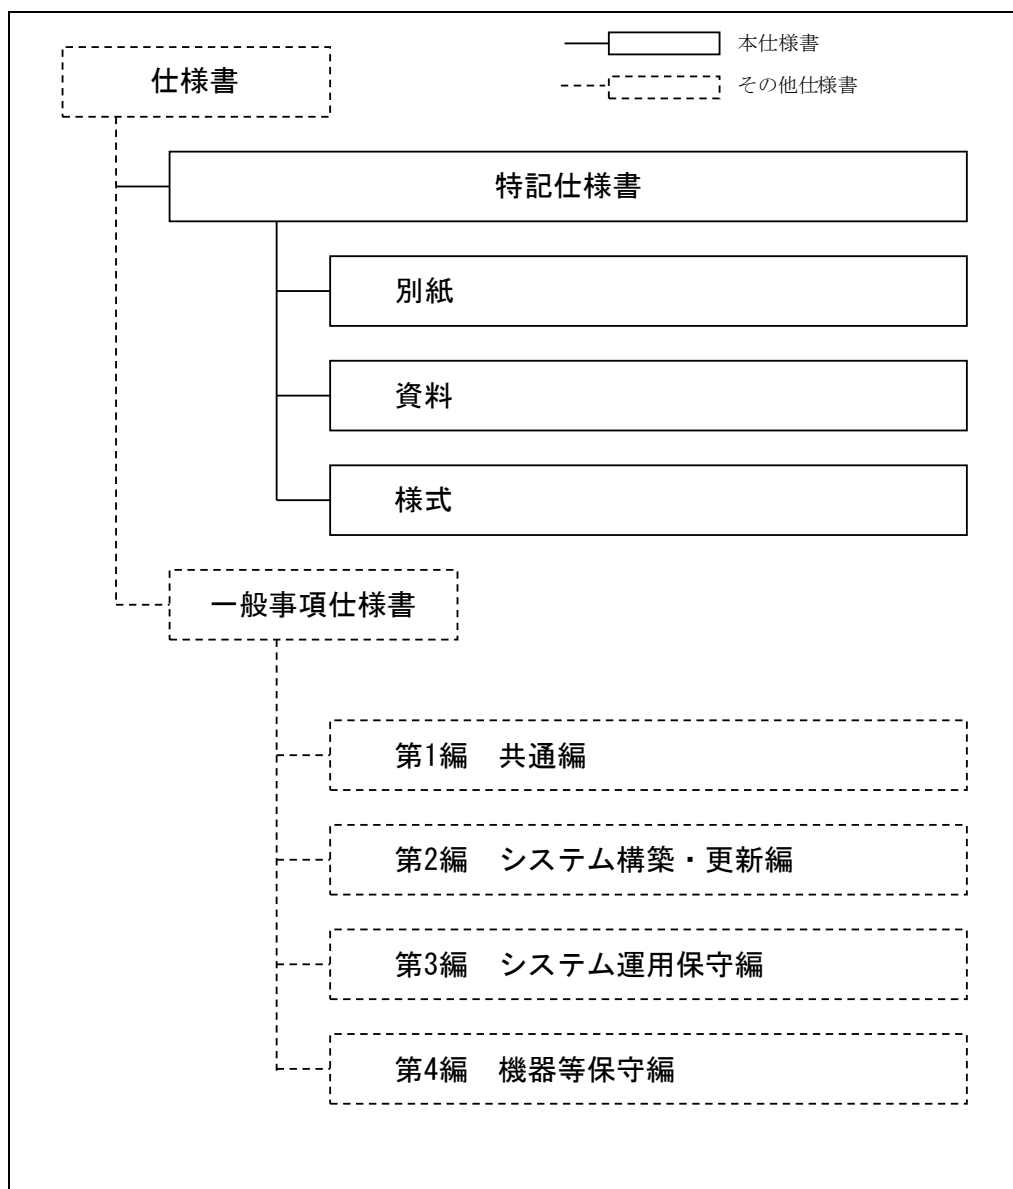 仕様書
本仕様書
その他仕様書
特記仕様書
別紙
資料
様式
一般事項仕様書
第1編　共通編
第2編　システム構築・更新編
第3編　システム運用保守編
第4編　機器等保守編